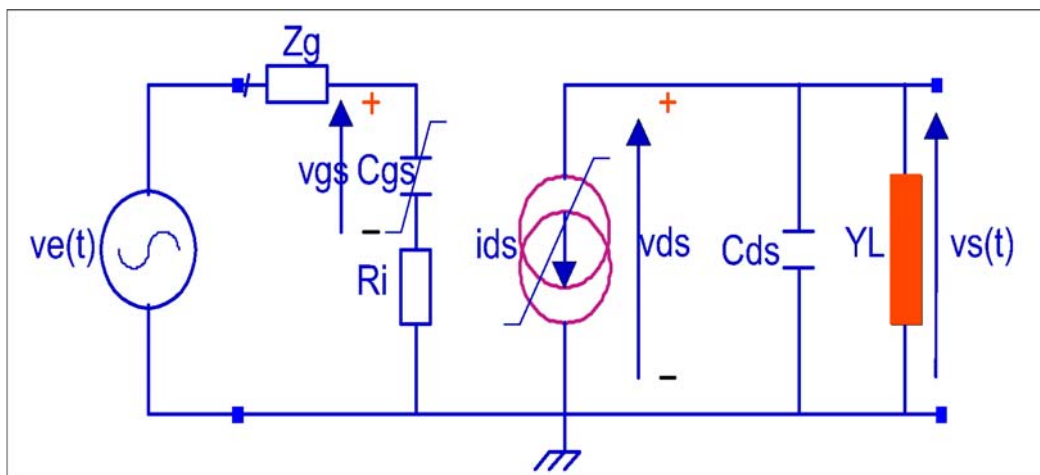 Zg
+
+
vgs
Cgs
-
ve(t)
Ri
ids
vds
Cds
YL
vs(t)
-